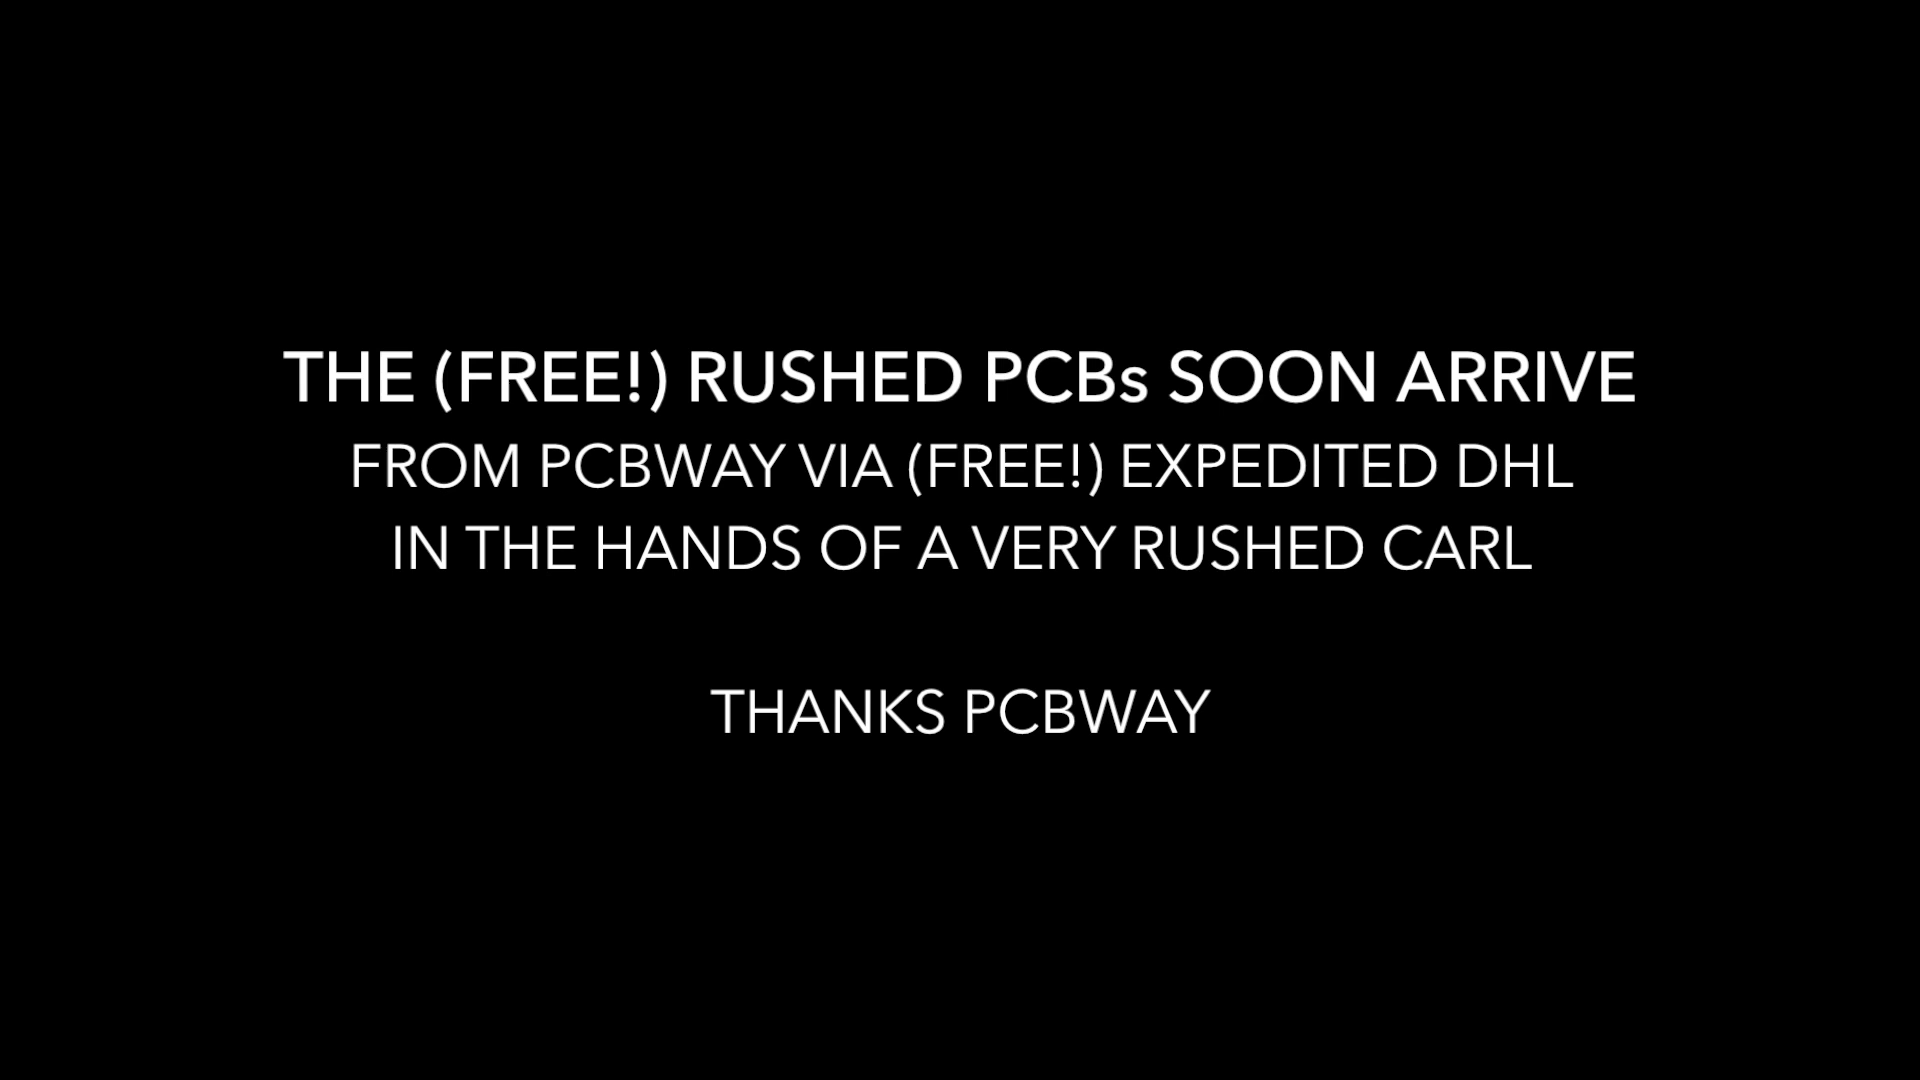 THE (FREE!) RUSHED PCBs SOON ARRIVE
FROM PCBWAY VIA (FREE!) EXPEDITED DHL
IN THE HANDS OF A VERY RUSHED CARL
THANKS PCBWAY